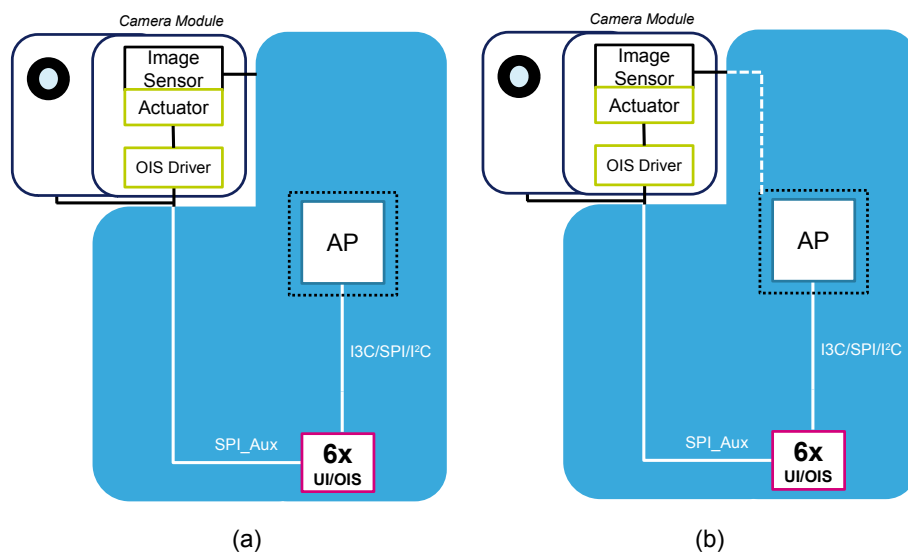 Camera Module
Image
Sensor
Actuator
OIS Driver
AP
I3C/SPI/I²C
SPI_Aux
6x
UI/OIS
(a)
Camera Module
Image
Sensor
Actuator
OIS Driver
AP
I3C/SPI/I²C
SPI_Aux
6x
UI/OIS
(b)